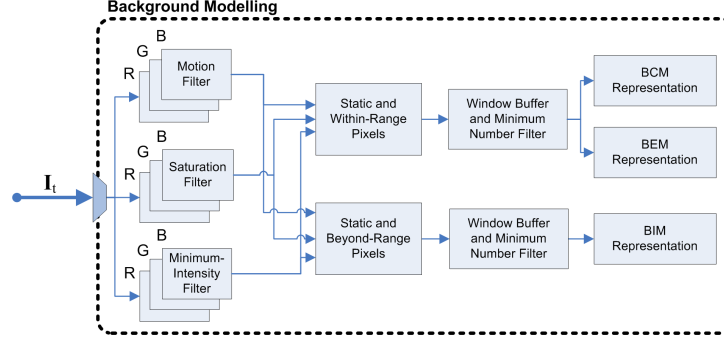 Background Modelling
B
G
R
Motion
Filter
B
G
R
Saturation
Filter
B
G
R
Minimum-
Intensity
Filter
I_t
Static and
Within-Range
Pixels
Static and
Beyond-Range
Pixels
Window Buffer
and Minimum
Number Filter
Window Buffer
and Minimum
Number Filter
BCM
Representation
BEM
Representation
BIM
Representation